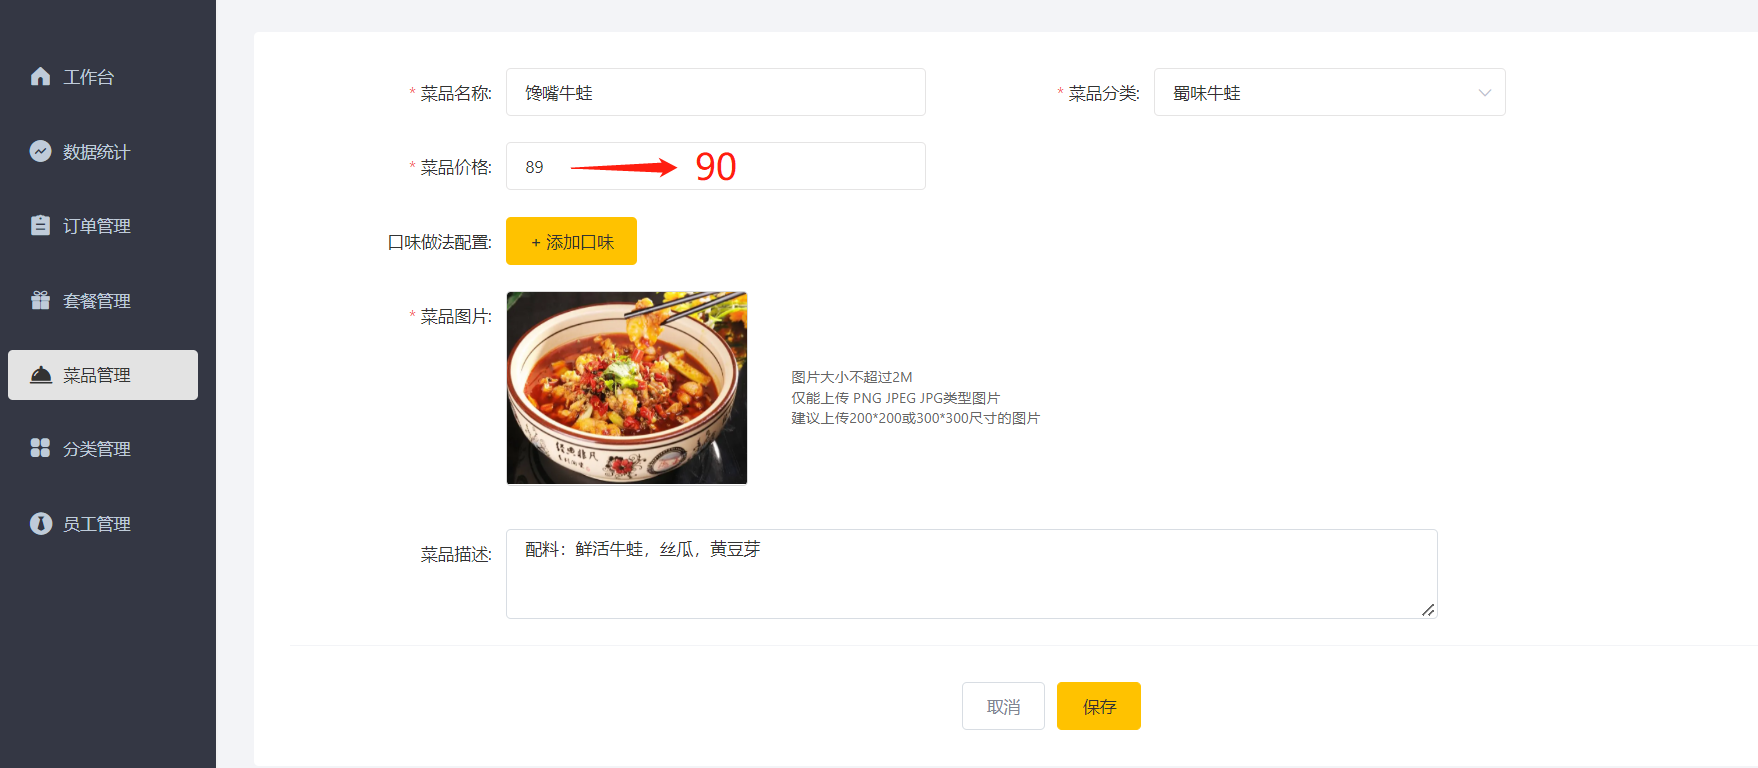 工作台
数据统计
订单管理
套餐管理
菜品管理
分类管理
员工管理
* 菜品名称: 馋嘴牛蛙
* 菜品分类: 蜀味牛蛙
* 菜品价格: 89 90
口味做法配置: + 添加口味
* 菜品图片:
图片大小不超过2M
仅能上传 PNG JPEG JPG类型图片
建议上传200*200或300*300尺寸的图片
菜品描述: 配料：鲜活牛蛙，丝瓜，黄豆芽
取消 保存